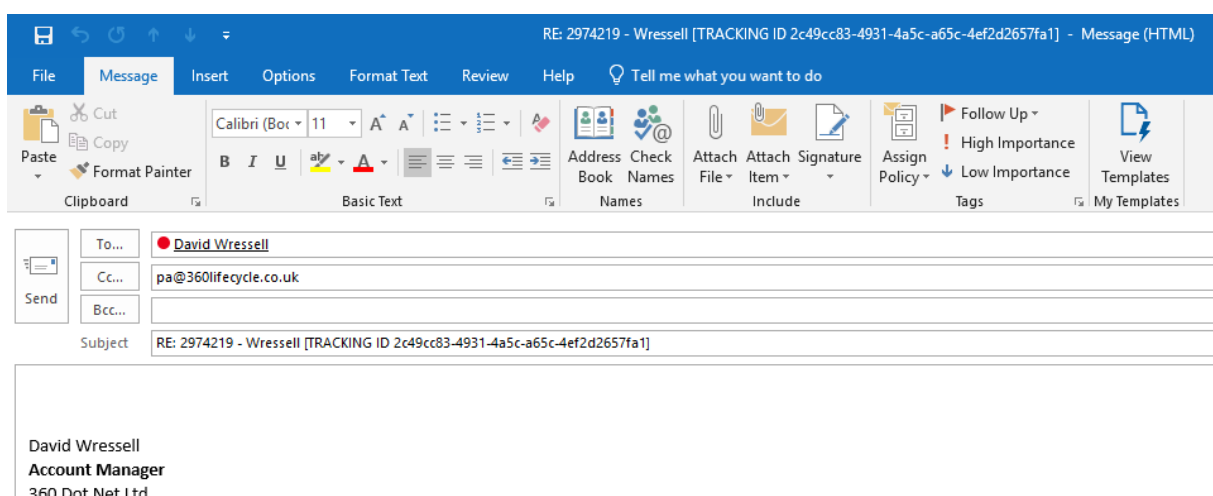 RE: 2974219 - Wressell [TRACKING ID 2c49cc83-4931-4a5c-a65c-4ef2d2657fa1] - Message (HTML)
File Message Insert Options Format Text Review Help Tell me what you want to do
Paste
Cut
Copy
Format Painter
Clipboard
Calibri (Boc 11 A A
B I U aby A
Basic Text
Address Book
Check Names
Names
Attach File
Attach Item
Signature
Include
Assign Policy
Follow Up
High Importance
Low Importance
Tags
View Templates
My Templates
Send
To... David Wressell
Cc... pa@360lifecycle.co.uk
Bcc...
Subject RE: 2974219 - Wressell [TRACKING ID 2c49cc83-4931-4a5c-a65c-4ef2d2657fa1]
David Wressell
Account Manager
360 Dot Net Ltd